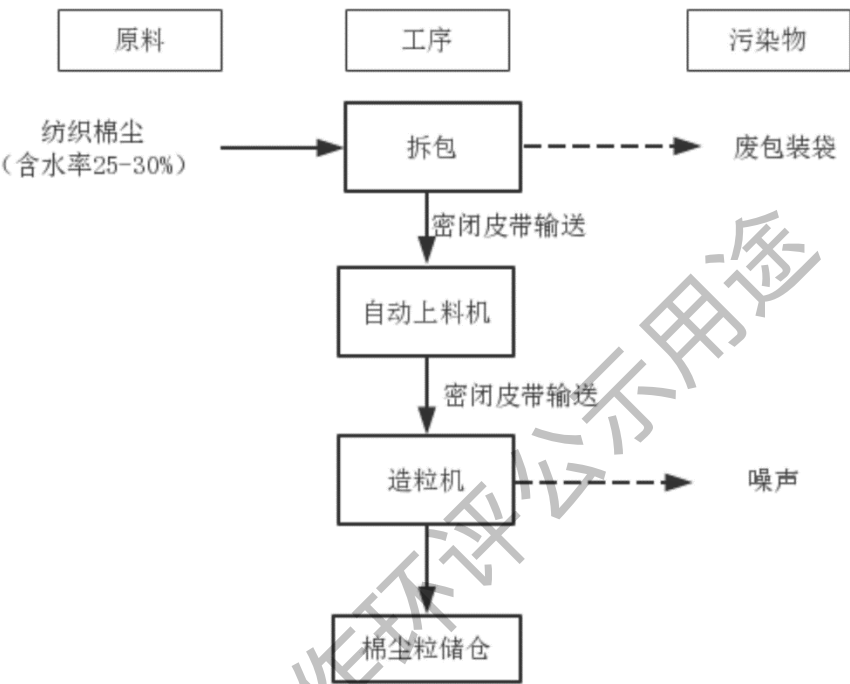 原料
工序
污染物
纺织棉尘
（含水率25-30%）
拆包
废包装袋
密闭皮带输送
自动上料机
密闭皮带输送
造粒机
噪声
棉尘粒储仓
作环评公示用途